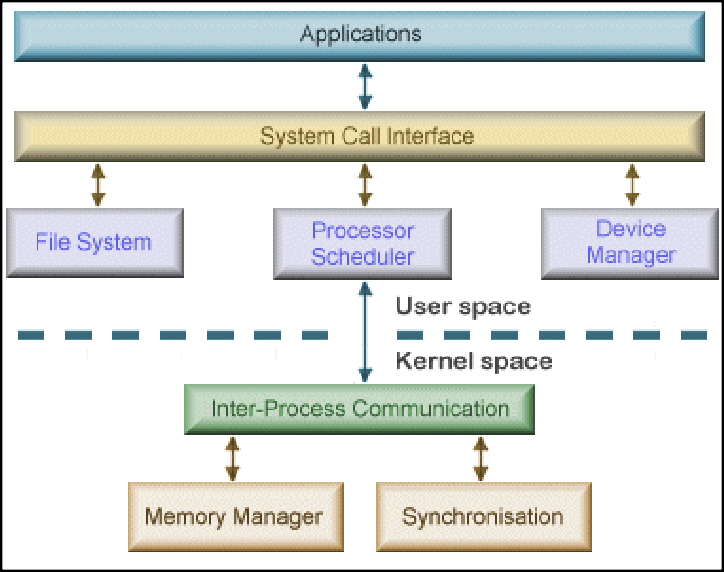 Applications
System Call Interface
File System
Processor
Scheduler
Device
Manager
User space
Kernel space
Inter-Process Communication
Memory Manager
Synchronisation